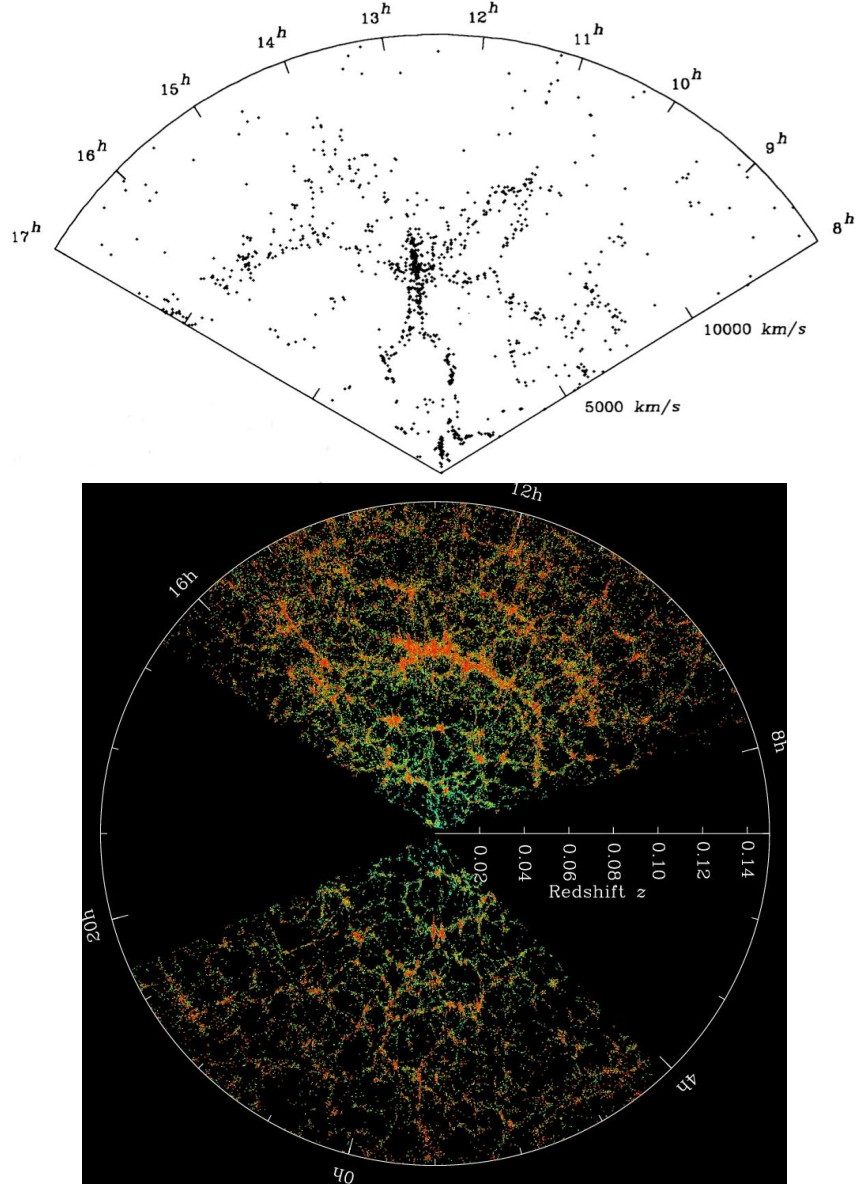 13h
12h
14h
11h
15h
10h
16h
9h
17h
8h
10000 km/s
5000 km/s
12h
16h
8h
0.02 0.04 0.06 0.08 0.10 0.12 0.14
Redshift z
20h
4h
0h